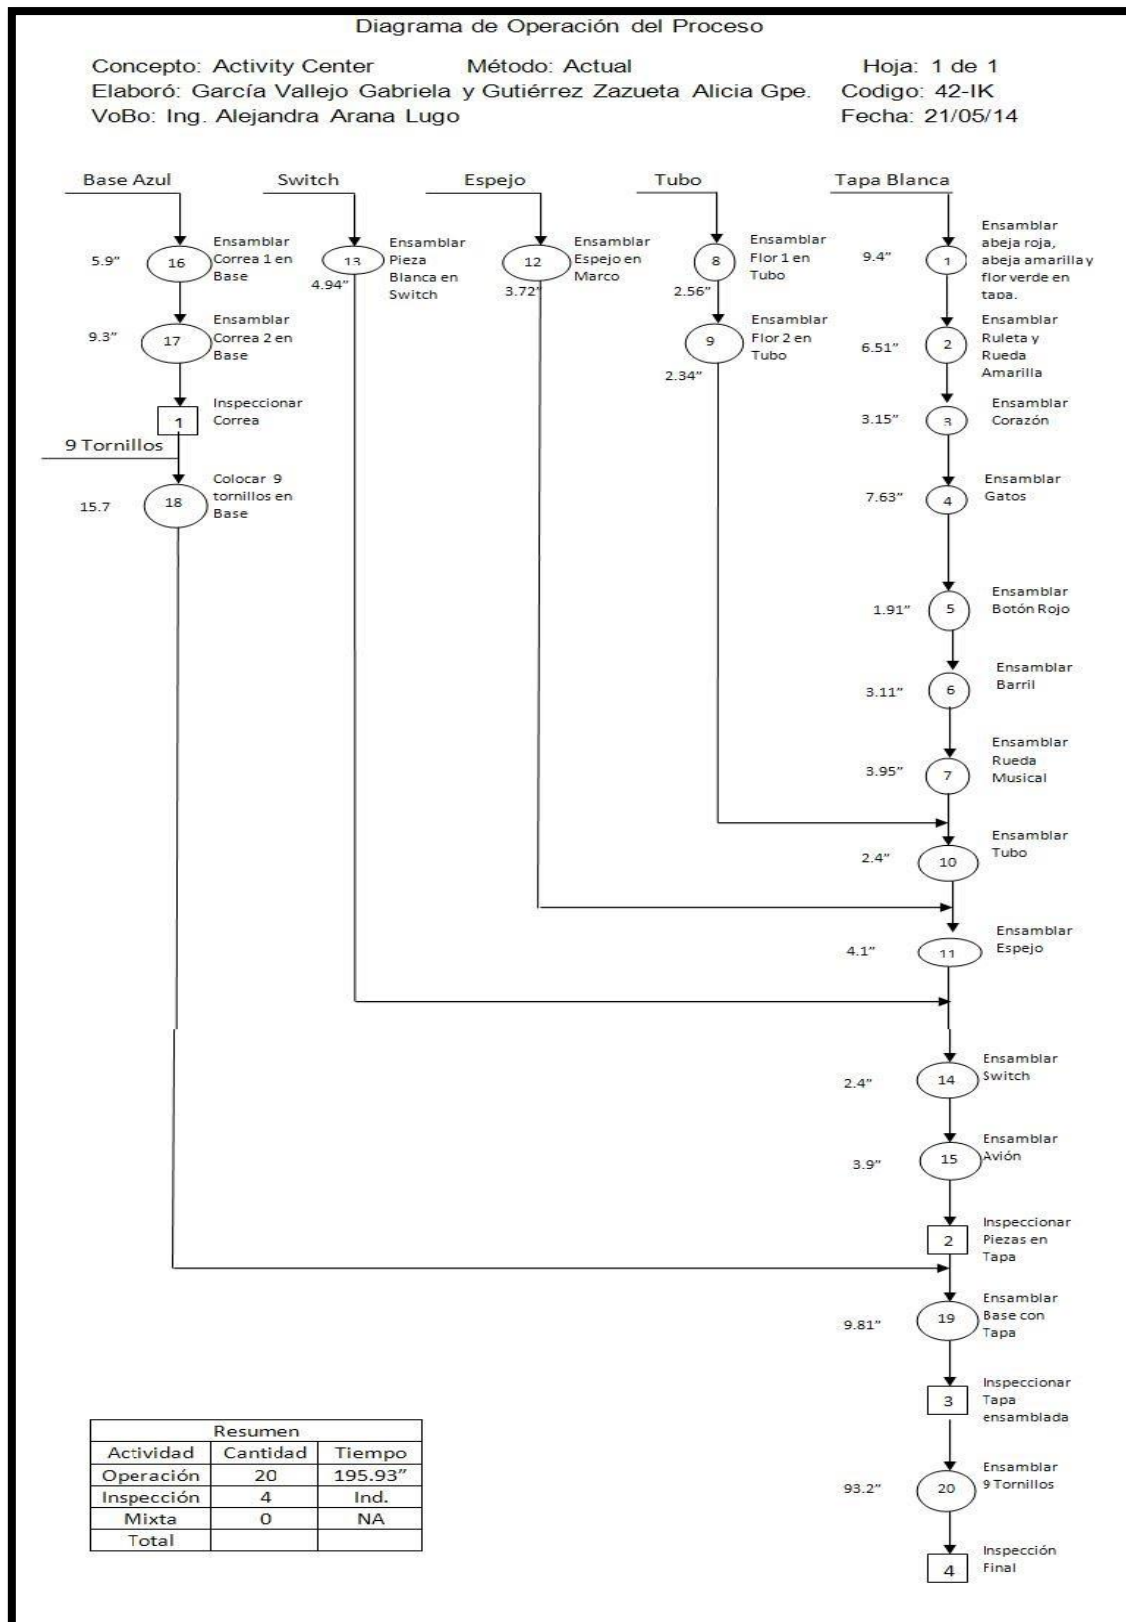 Diagrama de Operación del Proceso
Concepto: Activity Center Método: Actual Hoja: 1 de 1
Elaboró: García Vallejo Gabriela y Gutiérrez Zazueta Alicia Gpe. Codigo: 42-IK
VoBo: Ing. Alejandra Arana Lugo Fecha: 21/05/14
Base Azul
5.9”
16
Ensamblar
Correa 1 en
Base
9.3”
17
Ensamblar
Correa 2 en
Base
1
Inspeccionar
Correa
9 Tornillos
15.7
18
Colocar 9
tornillos en
Base
Switch
13
4.94”
Ensamblar
Pieza
Blanca en
Switch
Espejo
12
3.72”
Ensamblar
Espejo en
Marco
Tubo
8
2.56”
Ensamblar
Flor 1 en
Tubo
9
2.34”
Ensamblar
Flor 2 en
Tubo
Tapa Blanca
9.4”
1
Ensamblar
abeja roja,
abeja amarilla y
flor verde en
tapa.
6.51”
2
Ensamblar
Ruleta y
Rueda
Amarilla
3.15”
3
Ensamblar
Corazón
7.63”
4
Ensamblar
Gatos
1.91”
5
Ensamblar
Botón Rojo
3.11”
6
Ensamblar
Barril
3.95”
7
Ensamblar
Rueda
Musical
2.4”
10
Ensamblar
Tubo
4.1”
11
Ensamblar
Espejo
2.4”
14
Ensamblar
Switch
3.9”
15
Ensamblar
Avión
2
Inspeccionar
Piezas en
Tapa
9.81”
19
Ensamblar
Base con
Tapa
3
Inspeccionar
Tapa
ensamblada
93.2”
20
Ensamblar
9 Tornillos
4
Inspección
Final
Resumen
Actividad Cantidad Tiempo
Operación 20 195.93”
Inspección 4 Ind.
Mixta 0 NA
Total